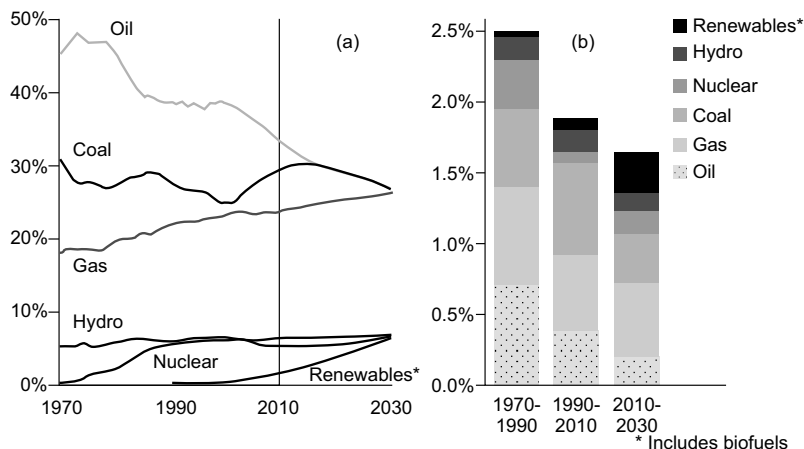 50%
40%
30%
20%
10%
0%
Oil
(a)
Coal
Gas
Hydro
Nuclear
Renewables*
1970
1990
2010
2030
2.5%
2.0%
1.5%
1.0%
0.5%
0.0%
(b)
Renewables*
Hydro
Nuclear
Coal
Gas
Oil
1970-
1990
1990-
2010
2010-
2030
* Includes biofuels